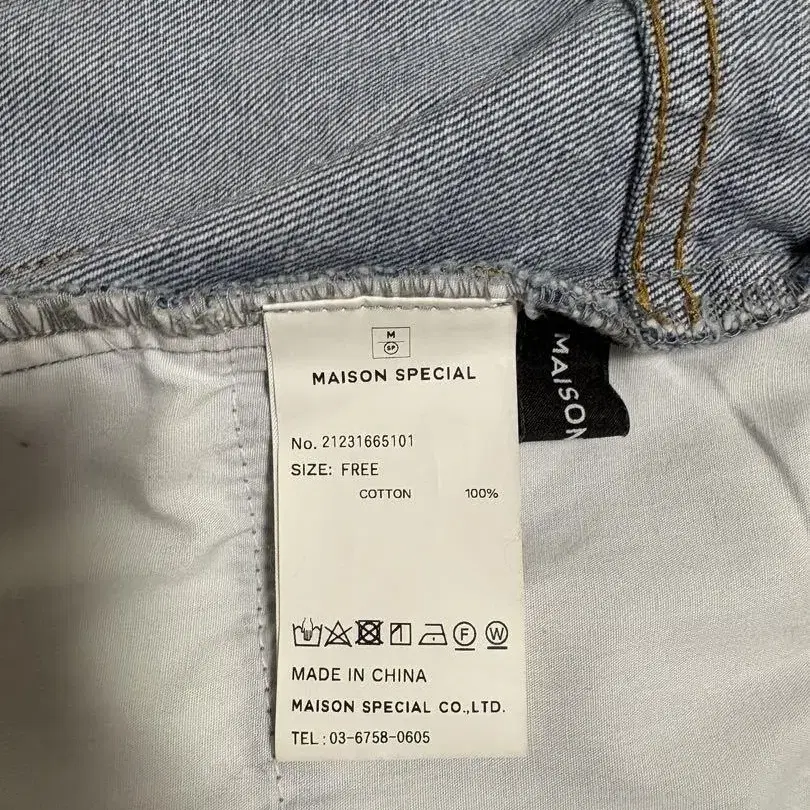 M
SP
MAISON SPECIAL
MAISON
No. 21231665101
SIZE: FREE
COTTON 100%
F W
MADE IN CHINA
MAISON SPECIAL CO.,LTD.
TEL : 03-6758-0605